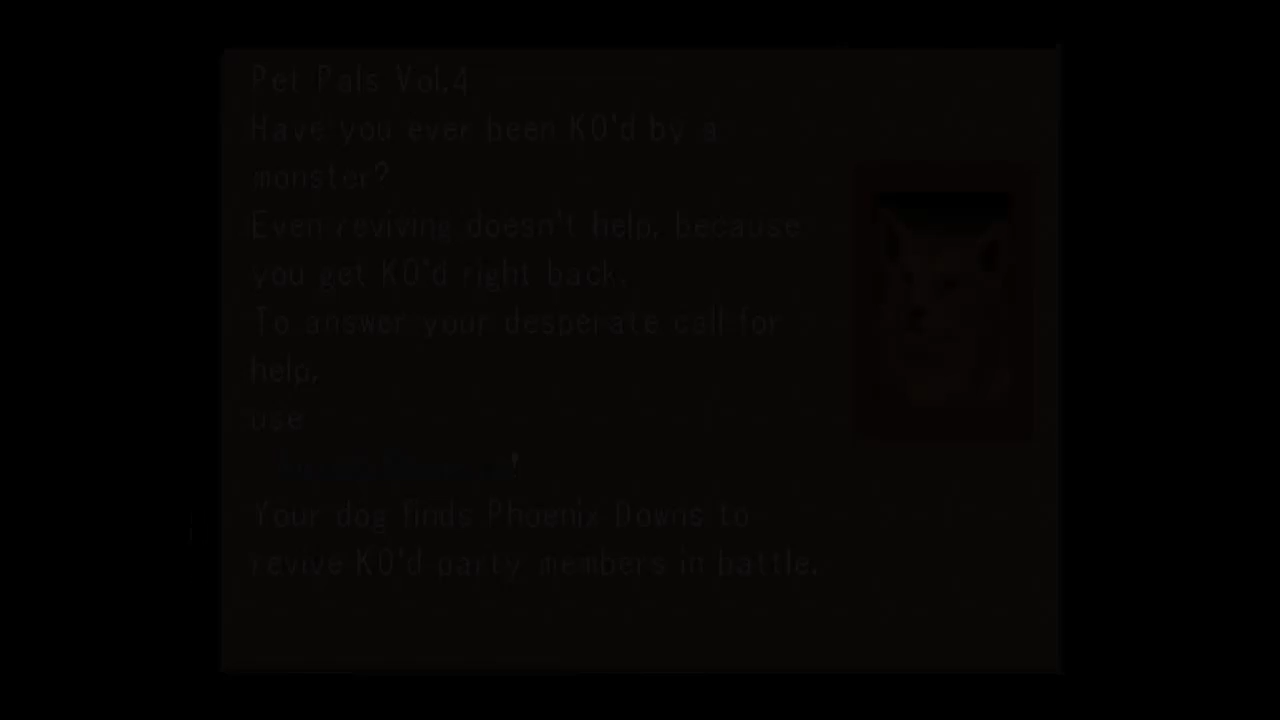 Pet Pals Vol.4
Have you ever been KO'd by a
monster?
Even reviving doesn't help, because
you get KO'd right back.
To answer your desperate call for
help,
use
!
Your dog finds Phoenix Downs to
revive KO'd party members in battle.